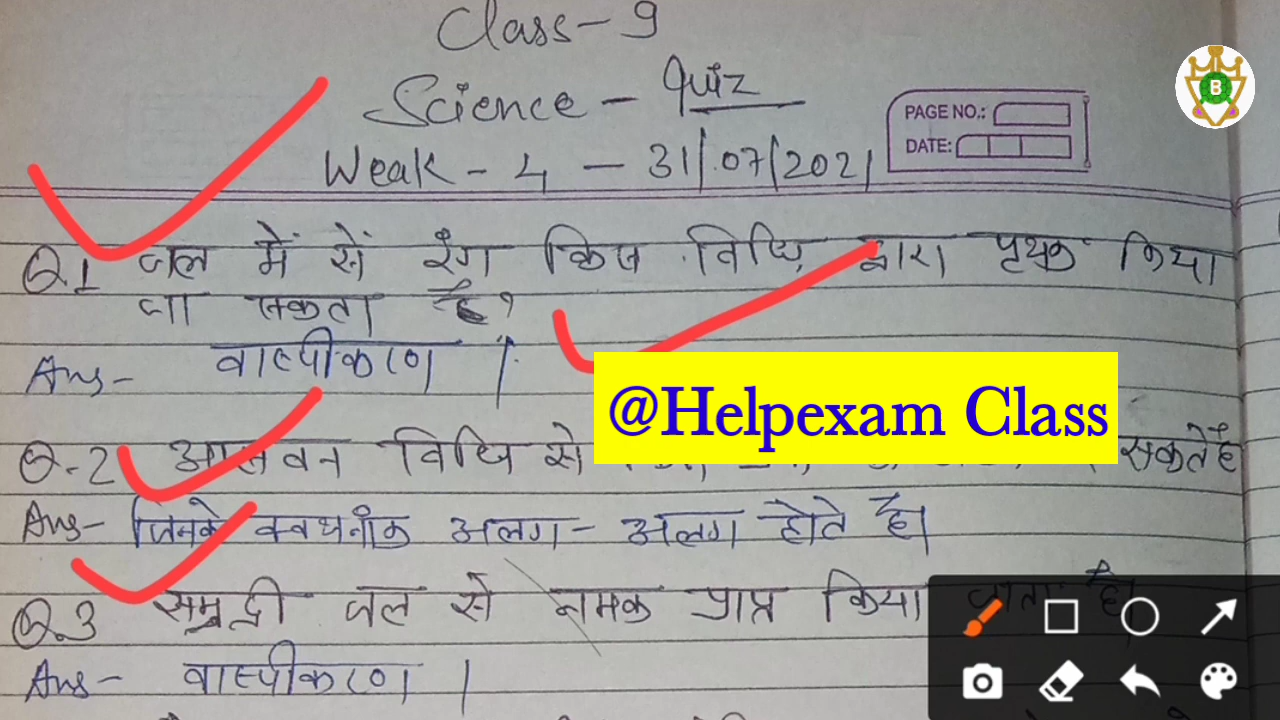 Class - 9
Science - Quiz
Weak - 4 - 31/07/2021
B
PAGE NO.:
DATE:
Q.1 जल में से रंग किस विधि द्वारा पृथक किया
जा सकता है?
Ans - वाष्पीकरण ।
@Helpexam Class
Q-2 आसवन विधि से सकते है
Ans - जिनके क्वथनांक अलग - अलग होते है।
Q.3 समुद्री जल से नमक प्राप्त किया जाता है।
Ans - वाष्पीकरण ।